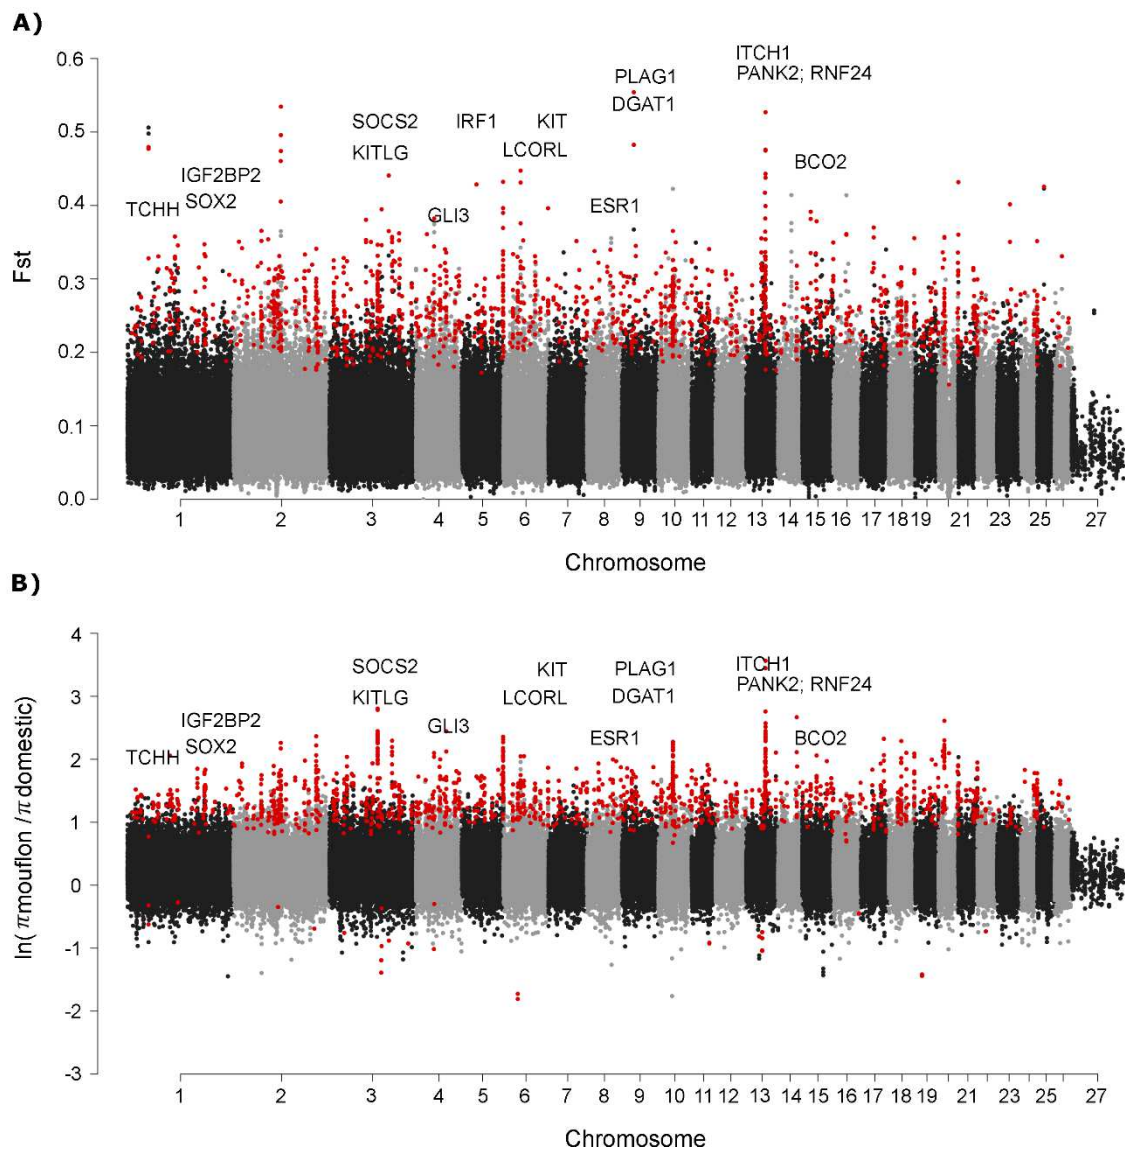 A)
0.6
0.5
0.4
0.3
0.2
0.1
0.0
Fst
TCHH
IGF2BP2
SOX2
SOCS2
KITLG
GLI3
IRF1
KIT
LCORL
PLAG1
DGAT1
ESR1
ITCH1
PANK2; RNF24
BCO2
1 2 3 4 5 6 7 8 9 10 11 12 13 14 15 16 17 18 19 21 23 25 27
Chromosome
B)
4
3
2
1
0
-1
-2
-3
ln( πmouflon /πdomestic)
TCHH
IGF2BP2
SOX2
SOCS2
KITLG
GLI3
KIT
LCORL
PLAG1
DGAT1
ESR1
ITCH1
PANK2; RNF24
BCO2
1 2 3 4 5 6 7 8 9 10 11 12 13 14 15 16 17 18 19 21 23 25 27
Chromosome